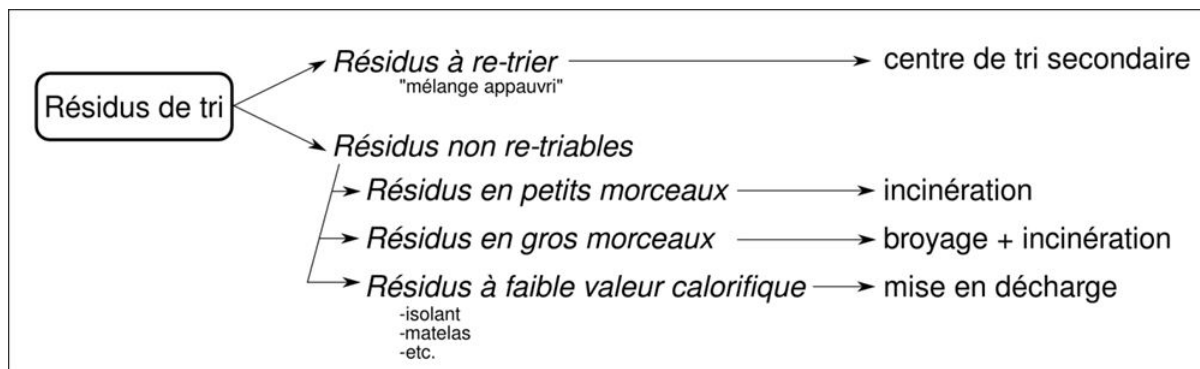 Résidus de tri
Résidus à re-trier
"mélange appauvri"
centre de tri secondaire
Résidus non re-triables
Résidus en petits morceaux
incinération
Résidus en gros morceaux
broyage + incinération
Résidus à faible valeur calorifique
mise en décharge
-isolant
-matelas
-etc.